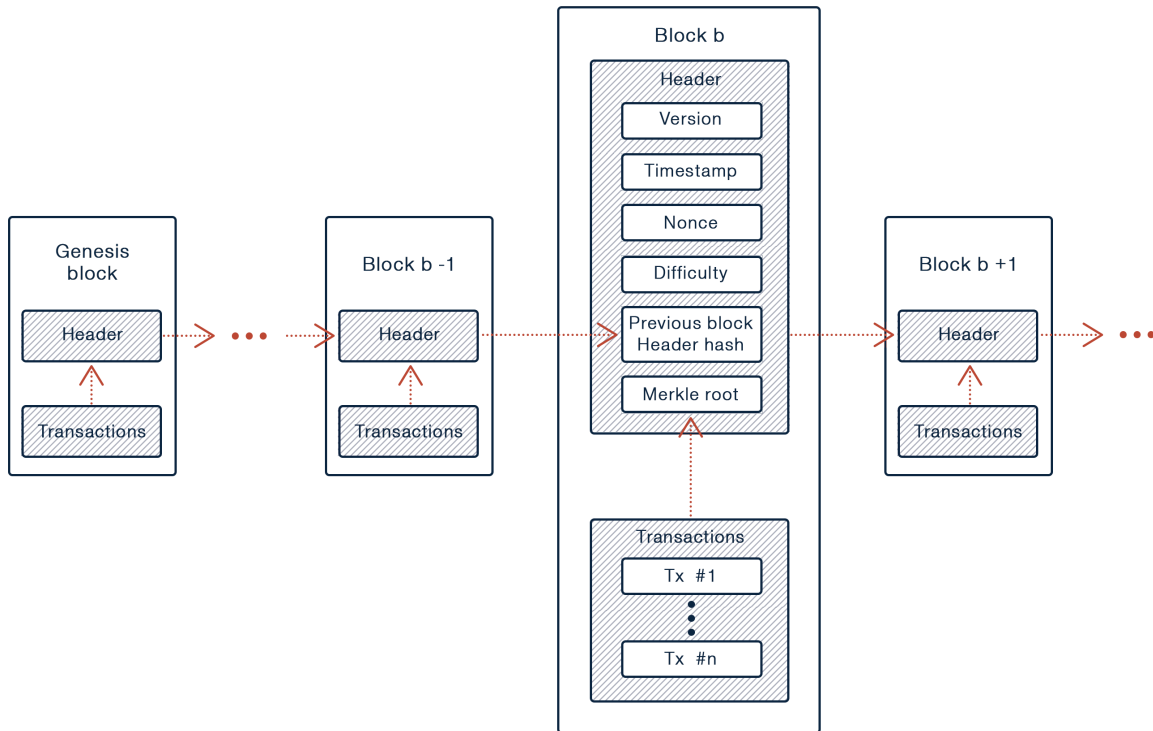 Genesis
block
Header
Transactions
Block b -1
Header
Transactions
Block b
Header
Version
Timestamp
Nonce
Difficulty
Previous block
Header hash
Merkle root
Transactions
Tx #1
Tx #n
Block b +1
Header
Transactions